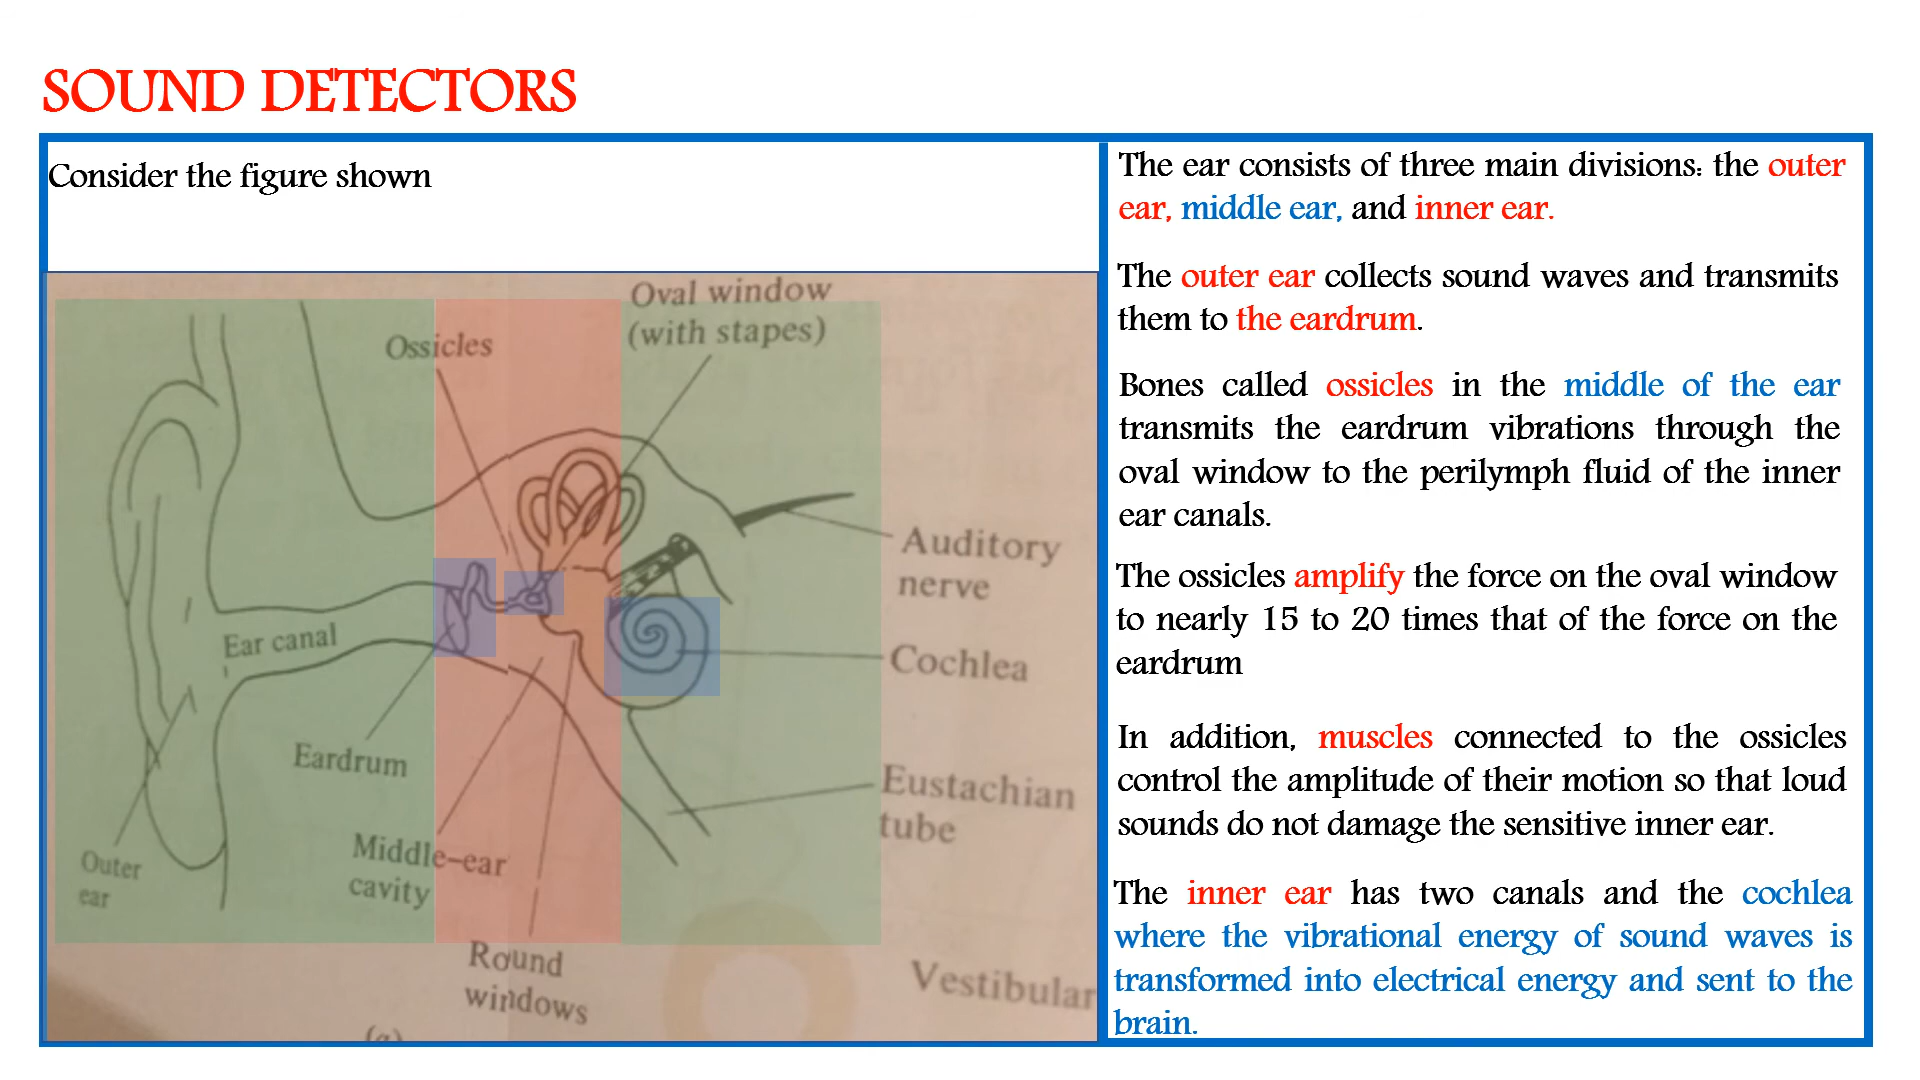 SOUND DETECTORS
Consider the figure shown
Oval window
(with stapes)
Ossicles
Auditory
nerve
Ear canal
Cochlea
Eardrum
Eustachian
tube
Middle-ear
cavity
Outer
ear
Round
windows
Vestibular
(a)
The ear consists of three main divisions: the outer
ear, middle ear, and inner ear.
The outer ear collects sound waves and transmits
them to the eardrum.
Bones called ossicles in the middle of the ear
transmits the eardrum vibrations through the
oval window to the perilymph fluid of the inner
ear canals.
The ossicles amplify the force on the oval window
to nearly 15 to 20 times that of the force on the
eardrum
In addition, muscles connected to the ossicles
control the amplitude of their motion so that loud
sounds do not damage the sensitive inner ear.
The inner ear has two canals and the cochlea
where the vibrational energy of sound waves is
transformed into electrical energy and sent to the
brain.